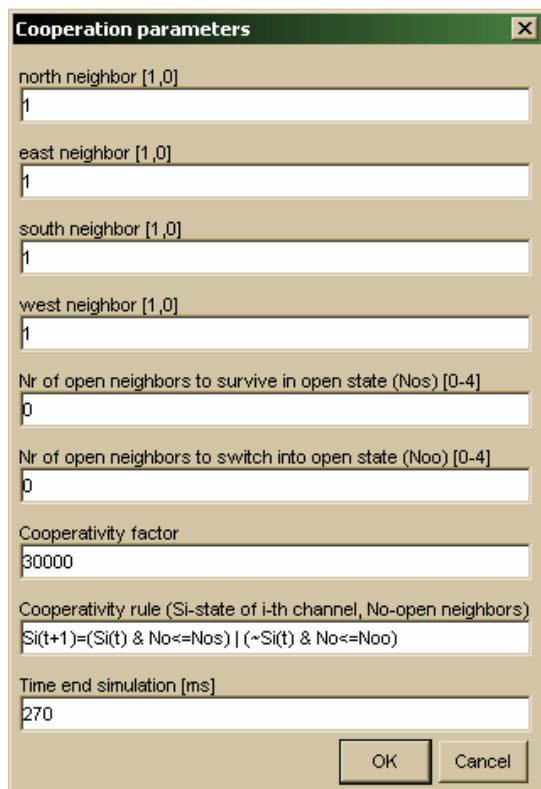 Cooperation parameters
north neighbor [1,0]
1
east neighbor [1,0]
1
south neighbor [1,0]
1
west neighbor [1,0]
1
Nr of open neighbors to survive in open state (Nos) [0-4]
0
Nr of open neighbors to switch into open state (Noo) [0-4]
0
Cooperativity factor
30000
Cooperativity rule (Si-state of i-th channel, No-open neighbors)
Si(t+1)=(Si(t) & No<=Nos) | (~Si(t) & No<=Noo)
Time end simulation [ms]
270
OK Cancel